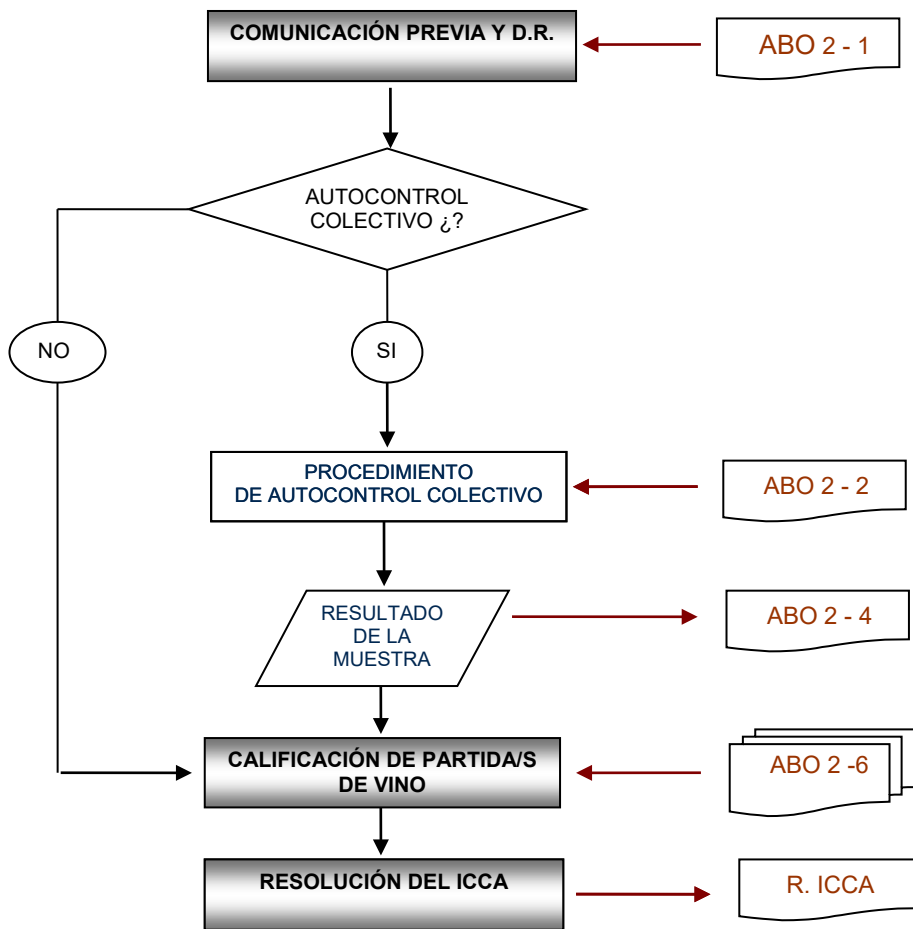 COMUNICACIÓN PREVIA Y D.R.
ABO 2 - 1
AUTOCONTROL
COLECTIVO ¿?
NO
SI
PROCEDIMIENTO
DE AUTOCONTROL COLECTIVO
ABO 2 - 2
RESULTADO
DE LA
MUESTRA
ABO 2 - 4
CALIFICACIÓN DE PARTIDA/S
DE VINO
ABO 2 -6
RESOLUCIÓN DEL ICCA
R. ICCA